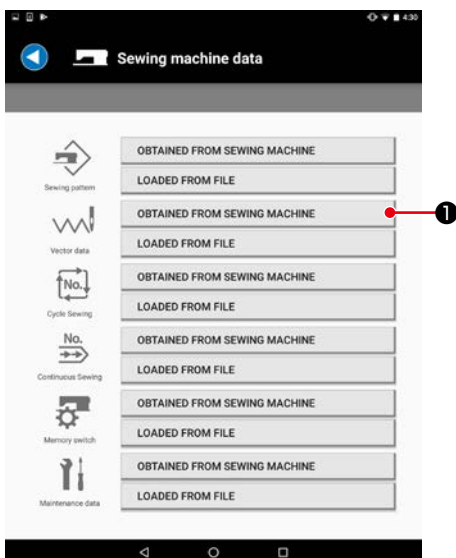 4:30
Sewing machine data
OBTAINED FROM SEWING MACHINE
LOADED FROM FILE
Sewing pattern
OBTAINED FROM SEWING MACHINE
❶
LOADED FROM FILE
Vector data
OBTAINED FROM SEWING MACHINE
No.
LOADED FROM FILE
Cycle Sewing
OBTAINED FROM SEWING MACHINE
No.
LOADED FROM FILE
Continuous Sewing
OBTAINED FROM SEWING MACHINE
LOADED FROM FILE
Memory switch
OBTAINED FROM SEWING MACHINE
LOADED FROM FILE
Maintenance data